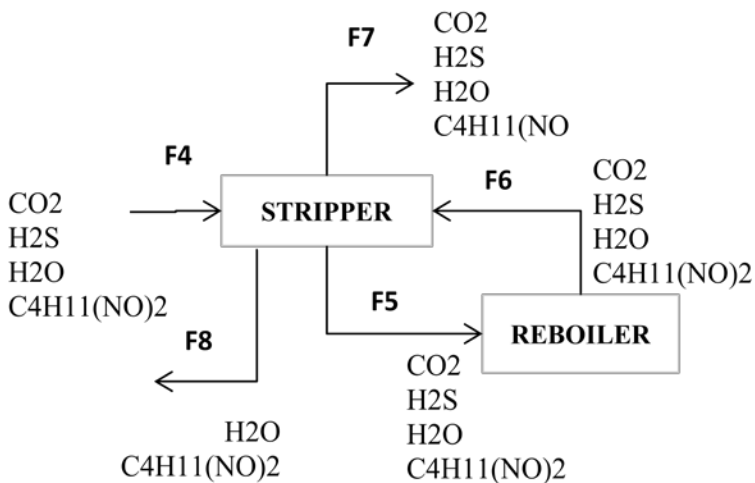 F7
CO2
H2S
H2O
C4H11(NO
F4
CO2
H2S
H2O
C4H11(NO)2
STRIPPER
F6
CO2
H2S
H2O
C4H11(NO)2
F5
REBOILER
F8
CO2
H2S
H2O
C4H11(NO)2
H2O
C4H11(NO)2